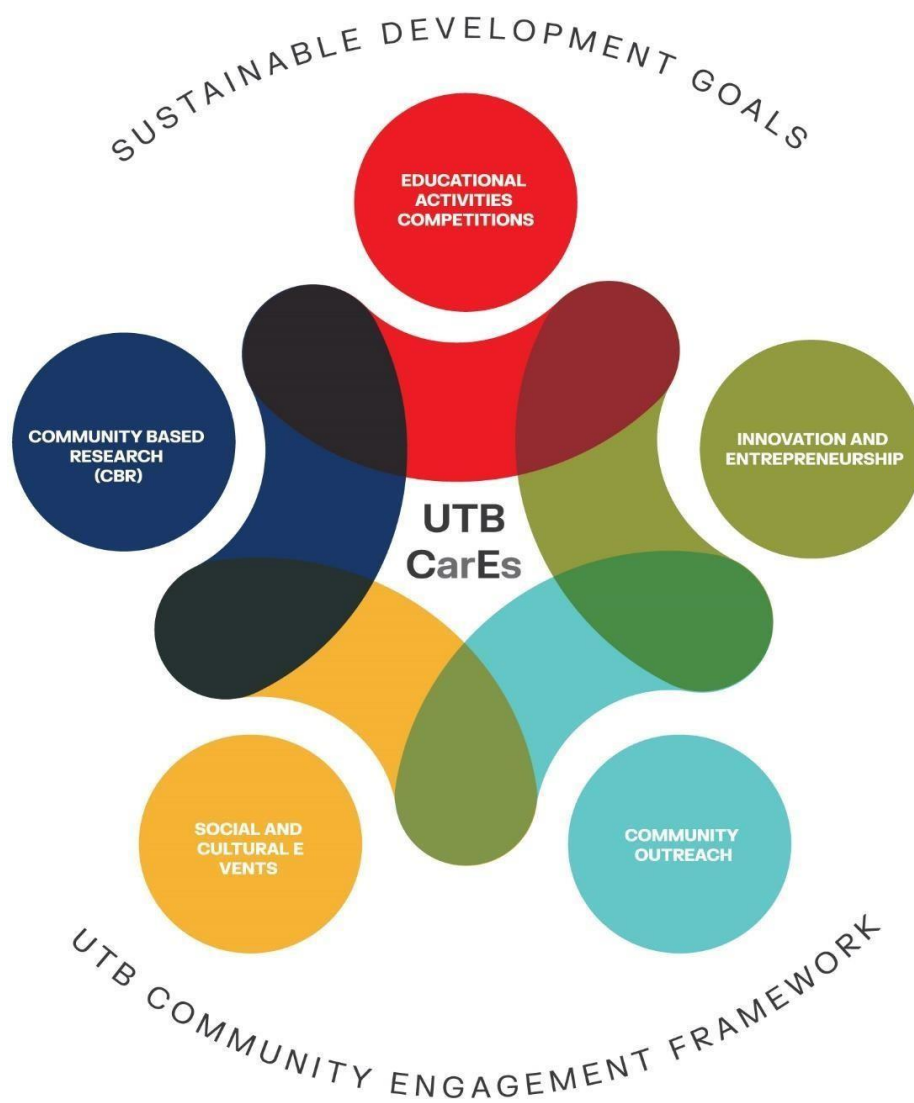 SUSTAINABLE DEVELOPMENT GOALS
EDUCATIONAL
ACTIVITIES
COMPETITIONS
COMMUNITY BASED
RESEARCH
(CBR)
INNOVATION AND
ENTREPRENEURSHIP
UTB
CarEs
SOCIAL AND
CULTURAL E
VENTS
COMMUNITY
OUTREACH
UTB COMMUNITY ENGAGEMENT FRAMEWORK